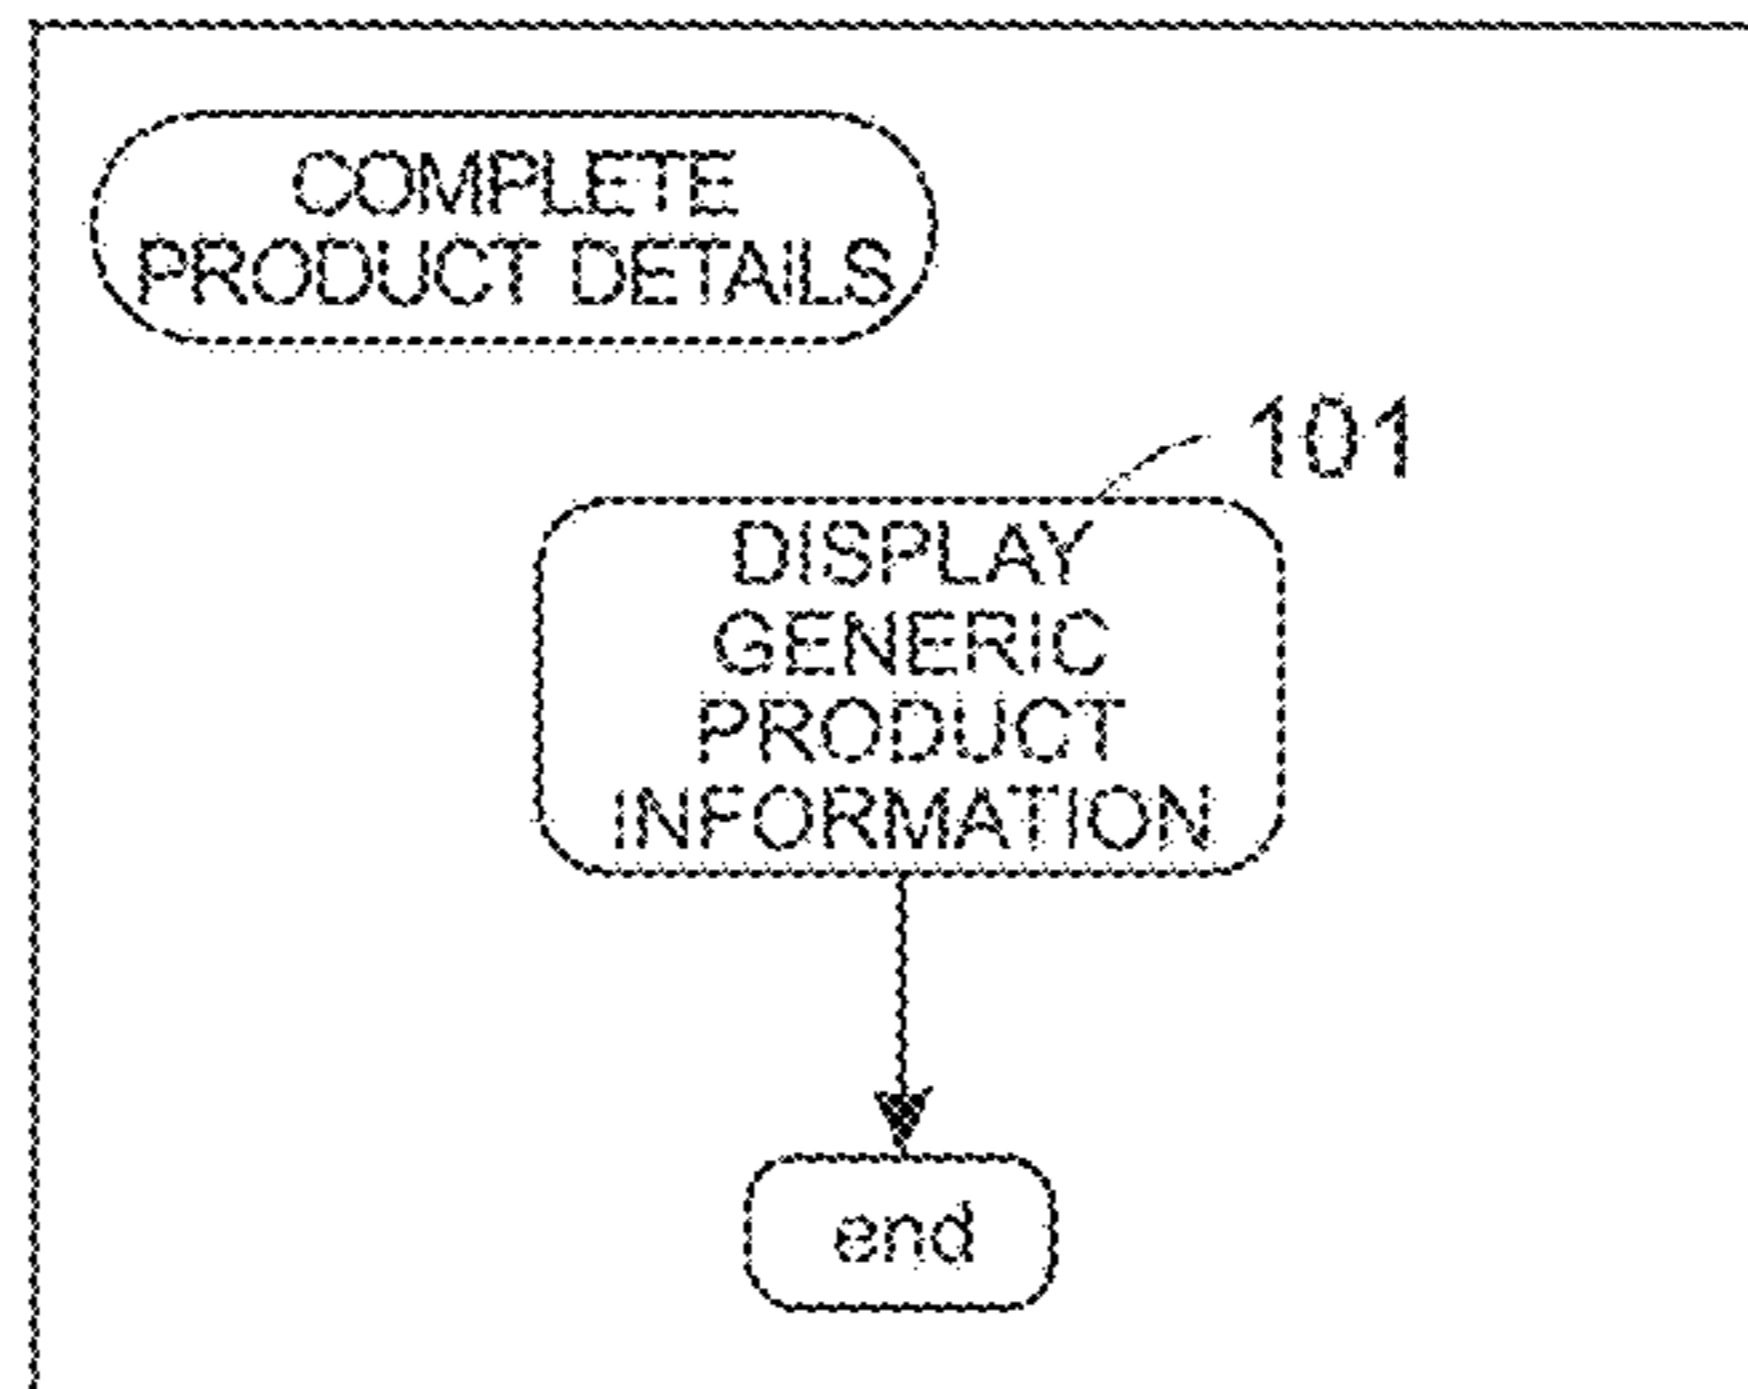 COMPLETE
PRODUCT DETAILS
101
DISPLAY
GENERIC
PRODUCT
INFORMATION
end